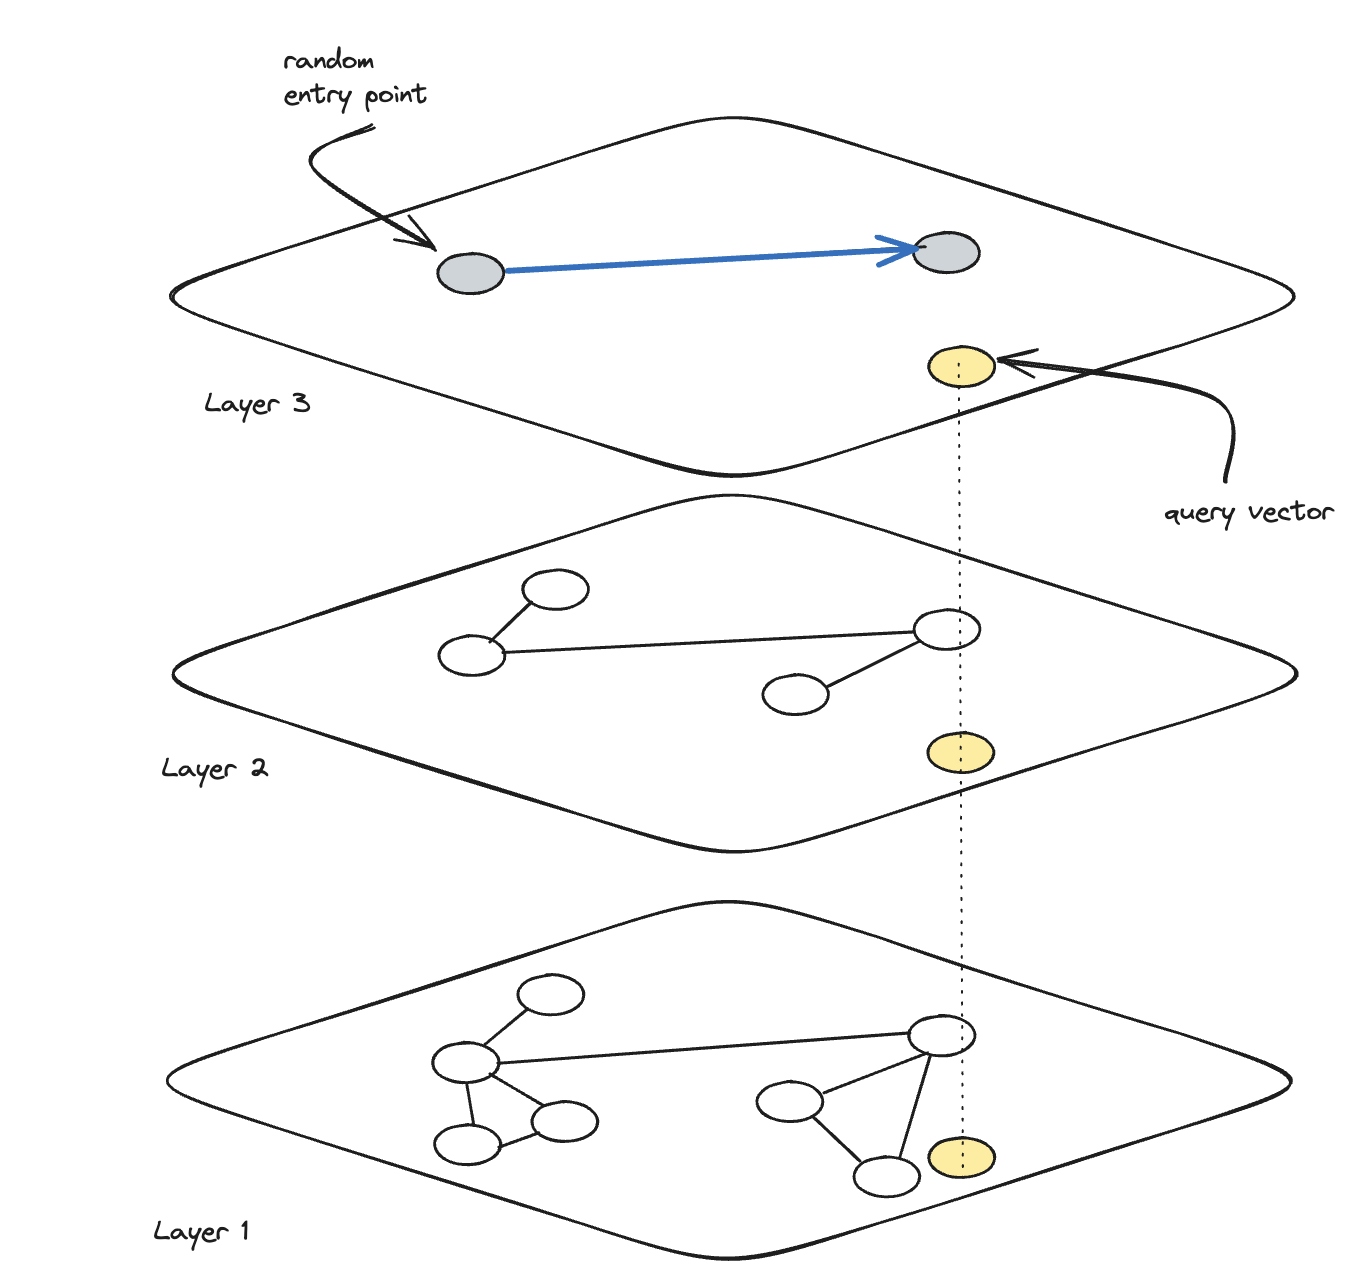 random
entry point
Layer 3
query vector
Layer 2
Layer 1